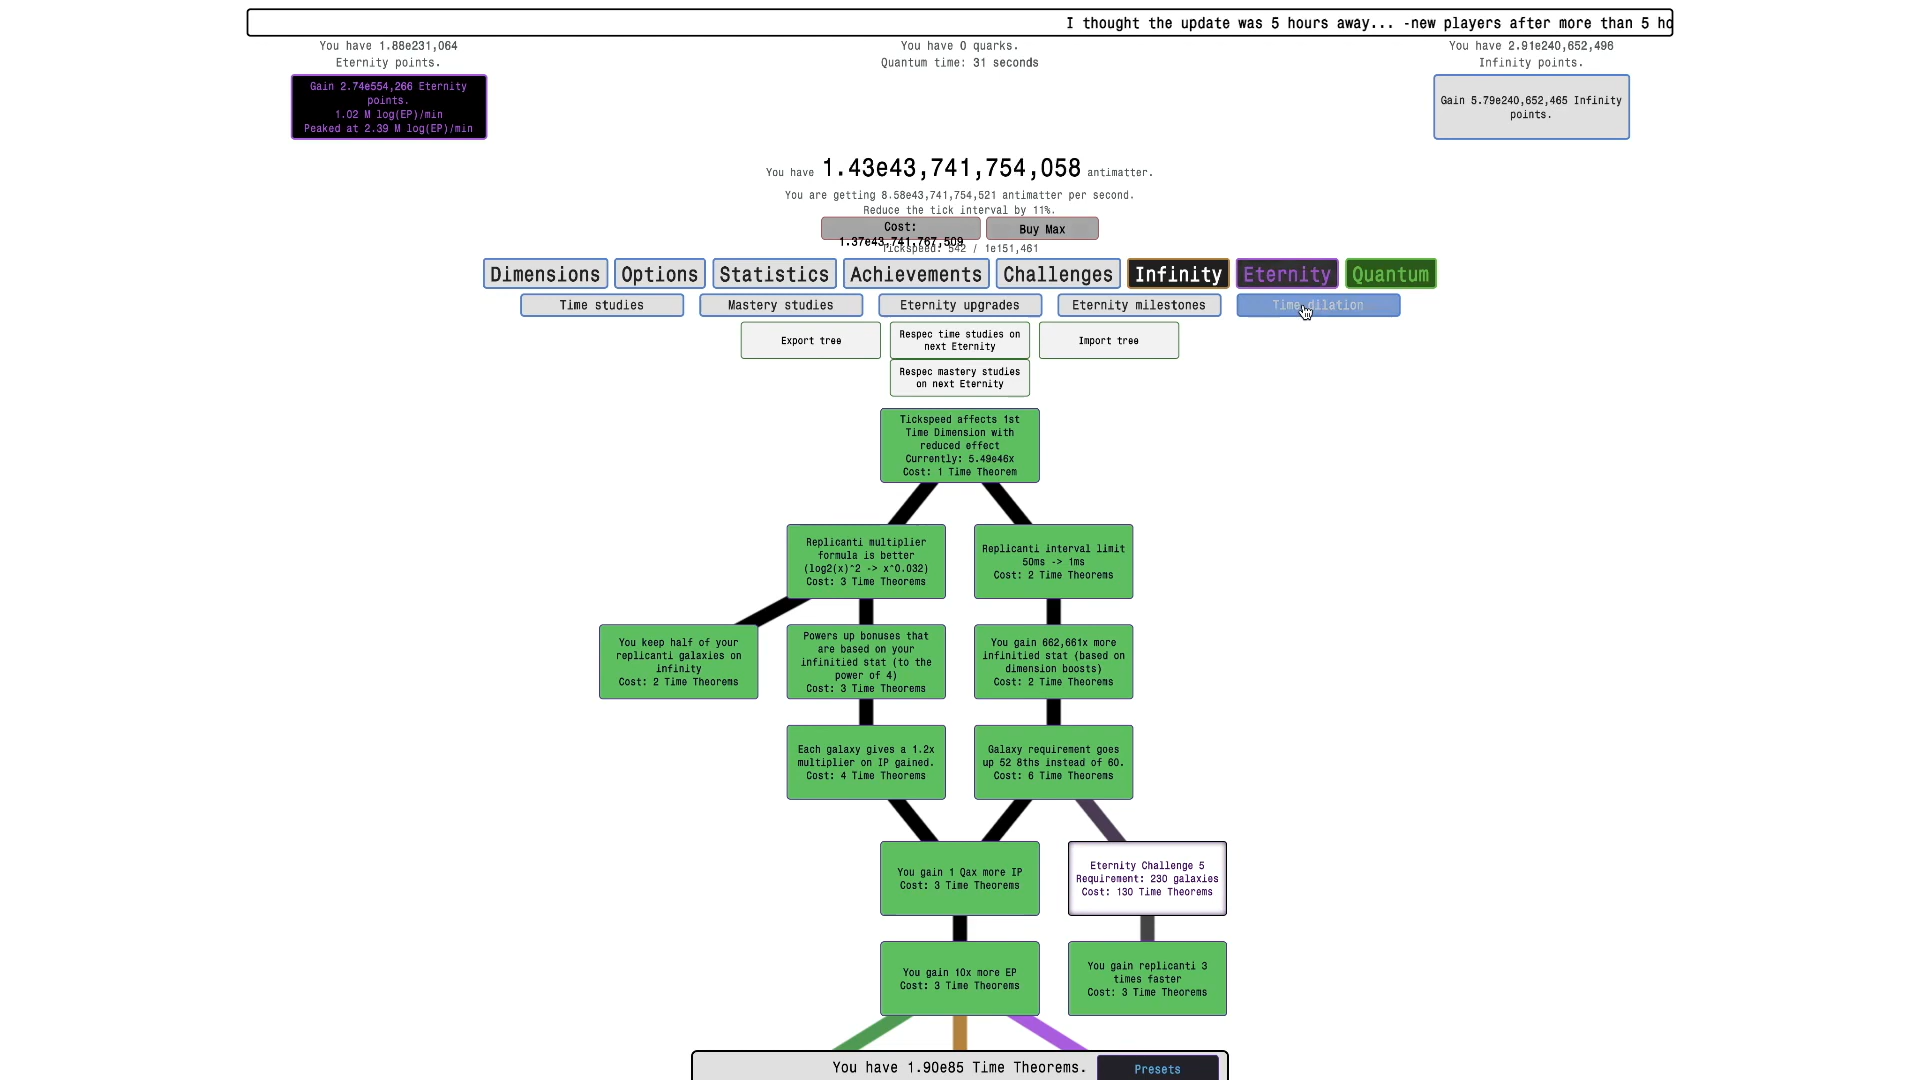 I thought the update was 5 hours away... -new players after more than 5 ho
You have 1.88e231,064
Eternity points.
You have 0 quarks.
Quantum time: 31 seconds
You have 2.91e240,652,496
Infinity points.
Gain 2.74e554,266 Eternity
points.
1.02 M log(EP)/min
Peaked at 2.39 M log(EP)/min
Gain 5.79e240,652,465 Infinity
points.
You have 1.43e43,741,754,058 antimatter.
You are getting 8.58e43,741,754,521 antimatter per second.
Reduce the tick interval by 11%.
Cost:
1.37e43,741,767,509
Buy Max
Tickspeed: 542 / 1e151,461
Dimensions
Options
Statistics
Achievements
Challenges
Infinity
Eternity
Quantum
Time studies
Mastery studies
Eternity upgrades
Eternity milestones
Time dilation
Export tree
Respec time studies on
next Eternity
Import tree
Respec mastery studies
on next Eternity
Tickspeed affects 1st
Time Dimension with
reduced effect
Currently: 5.49e46x
Cost: 1 Time Theorem
Replicanti multiplier
formula is better
(log2(x)^2 -> x^0.032)
Cost: 3 Time Theorems
Replicanti interval limit
50ms -> 1ms
Cost: 2 Time Theorems
You keep half of your
replicanti galaxies on
infinity
Cost: 2 Time Theorems
Powers up bonuses that
are based on your
infinitied stat (to the
power of 4)
Cost: 3 Time Theorems
You gain 662,661x more
infinitied stat (based on
dimension boosts)
Cost: 2 Time Theorems
Each galaxy gives a 1.2x
multiplier on IP gained.
Cost: 4 Time Theorems
Galaxy requirement goes
up 52 8ths instead of 60.
Cost: 6 Time Theorems
You gain 1 Qax more IP
Cost: 3 Time Theorems
Eternity Challenge 5
Requirement: 230 galaxies
Cost: 130 Time Theorems
You gain 10x more EP
Cost: 3 Time Theorems
You gain replicanti 3
times faster
Cost: 3 Time Theorems
You have 1.90e85 Time Theorems.
Presets